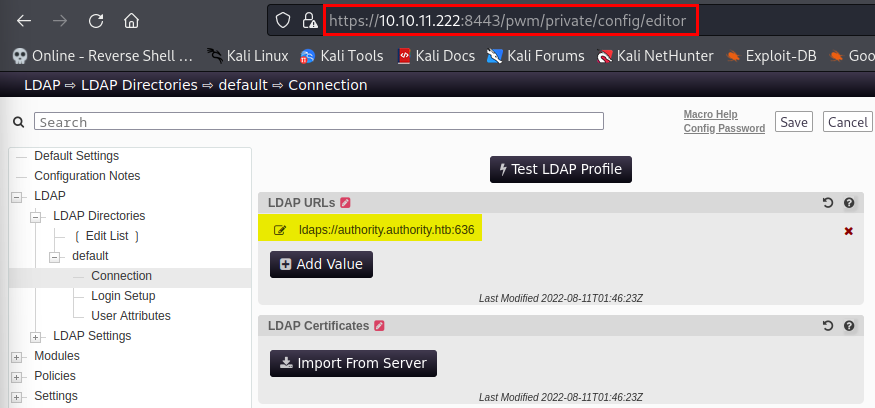 https://10.10.11.222:8443/pwm/private/config/editor
Online - Reverse Shell … Kali Linux Kali Tools Kali Docs Kali Forums Kali NetHunter Exploit-DB Goo
LDAP ⇨ LDAP Directories ⇨ default ⇨ Connection
Search
Macro Help
Config Password
Save
Cancel
Default Settings
Configuration Notes
LDAP
LDAP Directories
[ Edit List ]
default
Connection
Login Setup
User Attributes
LDAP Settings
Modules
Policies
Settings
Test LDAP Profile
LDAP URLs
ldaps://authority.authority.htb:636
Add Value
Last Modified 2022-08-11T01:46:23Z
LDAP Certificates
Import From Server
Last Modified 2022-08-11T01:46:23Z